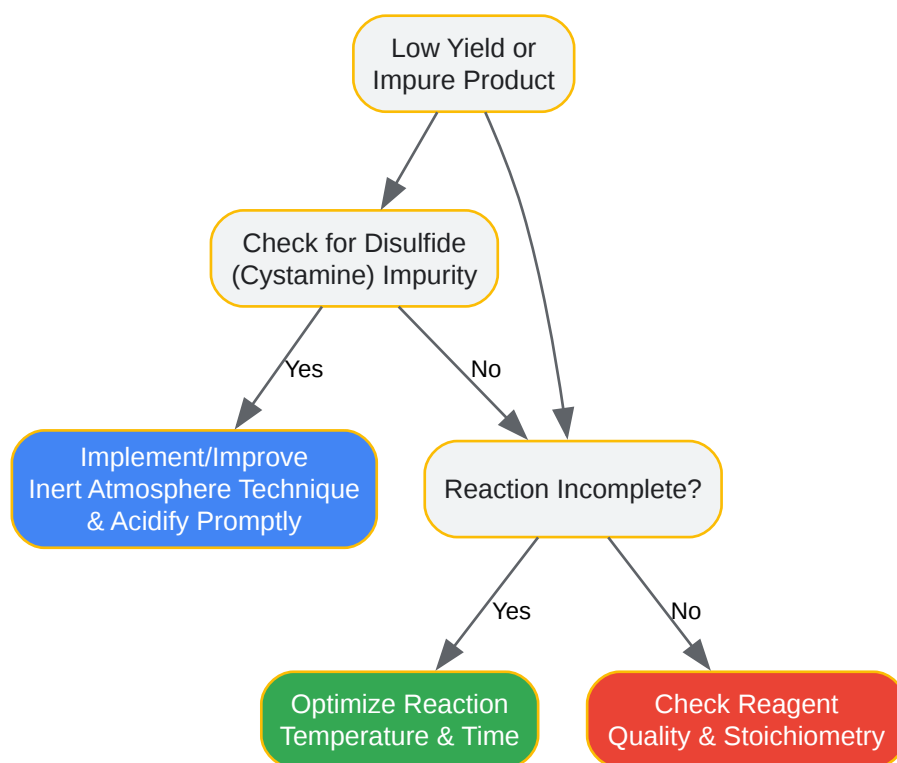 Low Yield or
Impure Product
Check for Disulfide
(Cystamine) Impurity
Yes
No
Implement/Improve
Inert Atmosphere Technique
& Acidify Promptly
Reaction Incomplete?
Yes
No
Optimize Reaction
Temperature & Time
Check Reagent
Quality & Stoichiometry